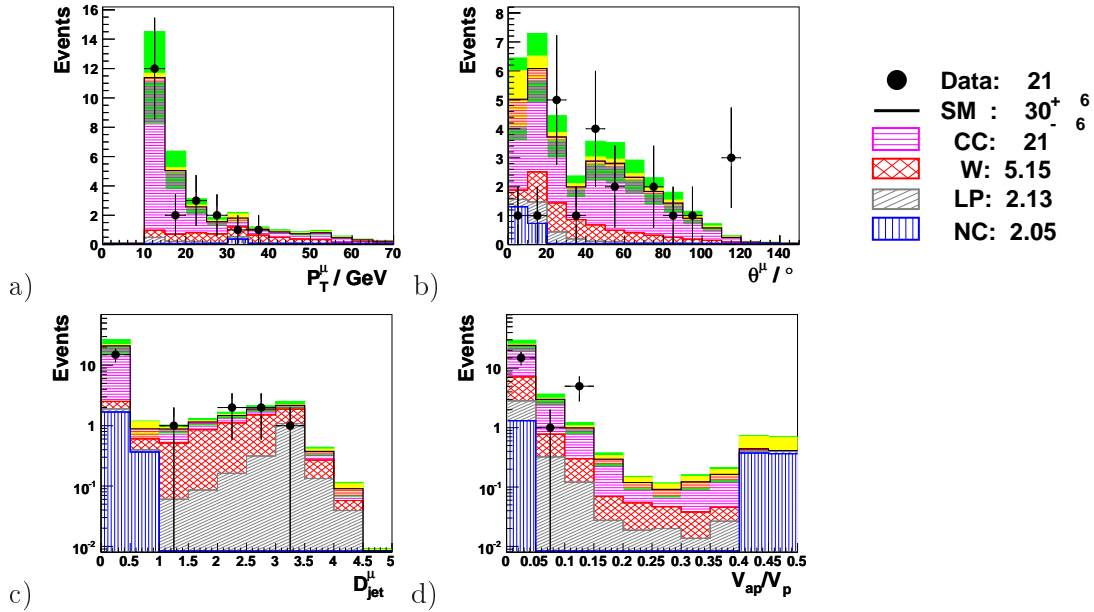 Events
16
14
12
10
8
6
4
2
0
0 10 20 30 40 50 60 70
P_T^μ / GeV
a)
Events
8
7
6
5
4
3
2
1
0
0 20 40 60 80 100 120 140
θ^μ / °
b)
Data: 21
SM : 30^+ 6
- 6
CC: 21
W: 5.15
LP: 2.13
NC: 2.05
Events
10
1
10^-1
10^-2
0 0.5 1 1.5 2 2.5 3 3.5 4 4.5 5
D_jet^μ
c)
Events
10
1
10^-1
10^-2
0 0.05 0.1 0.15 0.2 0.25 0.3 0.35 0.4 0.45 0.5
V_ap/V_p
d)